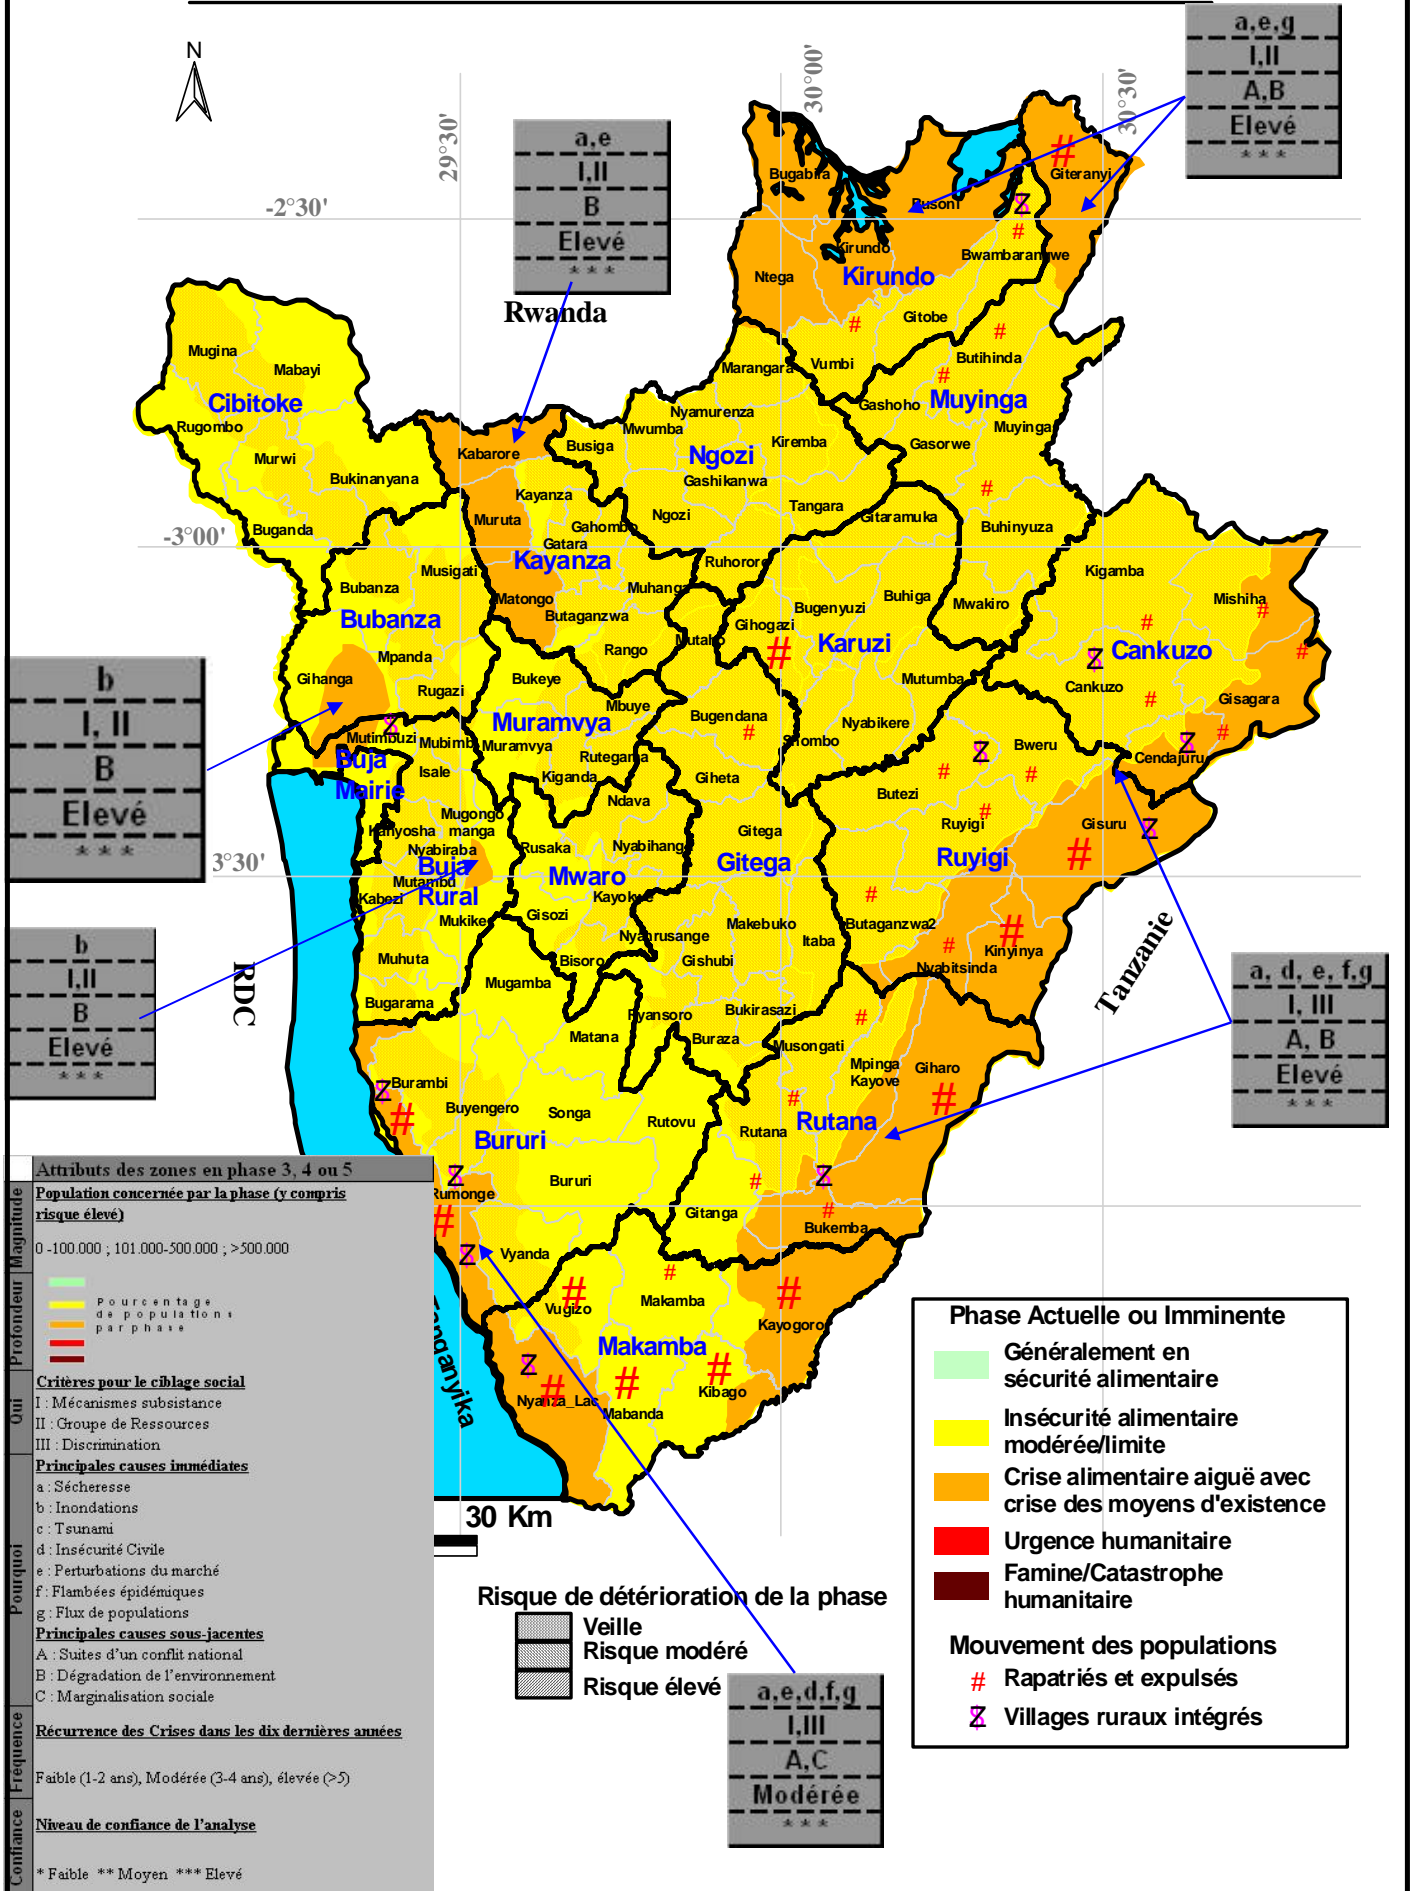 N
29°30'
30°00'
30°30'
-2°30'
-3°00'
3°30'
a,e,g
I,II
A,B
Elevé
***
a,e
I,II
B
Elevé
***
Rwanda
Bugabira
Busoni
Giteranyi
Kirundo
Bwambarangwe
Ntega
Kirundo
Gitobe
Vumbi
Butihinda
Marangara
Mugina
Mabayi
Cibitoke
Rugombo
Murwi
Bukinanyana
Buganda
Nyamurenza
Mwumba
Gashoho
Muyinga
Muyinga
Kabarore
Busiga
Ngozi
Kiremba
Gasorwe
Gashikanwa
Kayanza
Muruta
Ngozi
Tangara
Gitaramuka
Buhinyuza
Gahombo
Gatara
Kayanza
Ruhororo
Musigati
Bubanza
Bubanza
Matongo
Muhanga
Butaganzwa
Bugenyuzi
Buhiga
Mwakiro
Kigamba
Mishiha
Gihogazi
Karuzi
Cankuzo
Mutaho
Rango
Mpanda
Gihanga
Rugazi
Bukeye
Mbuye
Mutumba
Cankuzo
Gisagara
Muramvya
Bugendana
Nyabikere
Mutimbuzi
Mubimbi
Muramvya
Rutegama
Shombo
Bweru
Cendajuru
Buja
Mairie
Isale
Kiganda
Giheta
Butezi
Ndava
Mugongo
manga
Kanyosha
Nyabiraba
Rusaka
Nyabihanga
Gitega
Ruyigi
Gisuru
Buja
Rural
Mwaro
Gitega
Ruyigi
Mutambu
Kabezi
Kayokwe
Mukike
Gisozi
Makebuko
Butaganzwa2
Nyabitsinda
Kinyinya
Itaba
Nyanrusange
Gishubi
Bisoro
Muhuta
Mugamba
Bugarama
Ryansoro
Bukirasazi
Matana
Buraza
Musongati
Mpinga
Kayove
Giharo
Burambi
Buyengero
Songa
Rutovu
Rutana
Rutana
Bururi
Bururi
Rumonge
Gitanga
Bukemba
Vyanda
Vugizo
Makamba
Kayogoro
Makamba
Kibago
Nyanza_Lac
Mabanda
RDC
Tanzanie
Tanganyika
b
I, II
B
Elevé
***
b
I,II
B
Elevé
***
a, d, e, f,g
I, III
A, B
Elevé
***
a,e,d,f,g
I,III
A,C
Modérée
***
30 Km
Risque de détérioration de la phase
Veille
Risque modéré
Risque élevé
Phase Actuelle ou Imminente
Généralement en
sécurité alimentaire
Insécurité alimentaire
modérée/limite
Crise alimentaire aiguë avec
crise des moyens d'existence
Urgence humanitaire
Famine/Catastrophe
humanitaire
Mouvement des populations
# Rapatriés et expulsés
Villages ruraux intégrés
Attributs des zones en phase 3, 4 ou 5
Magnitude
Population concernée par la phase (y compris
risque élevé)
0 -100.000 ; 101.000-500.000 ; >500.000
Profondeur
Pourcentage
de populations
par phase
Qui
Critères pour le ciblage social
I : Mécanismes subsistance
II : Groupe de Ressources
III : Discrimination
Pourquoi
Principales causes immédiates
a : Sécheresse
b : Inondations
c : Tsunami
d : Insécurité Civile
e : Perturbations du marché
f : Flambées épidémiques
g : Flux de populations
Principales causes sous-jacentes
A : Suites d'un conflit national
B : Dégradation de l'environnement
C : Marginalisation sociale
Fréquence
Récurrence des Crises dans les dix dernières années
Faible (1-2 ans), Modérée (3-4 ans), élevée (>5)
Confiance
Niveau de confiance de l'analyse
* Faible ** Moyen *** Elevé